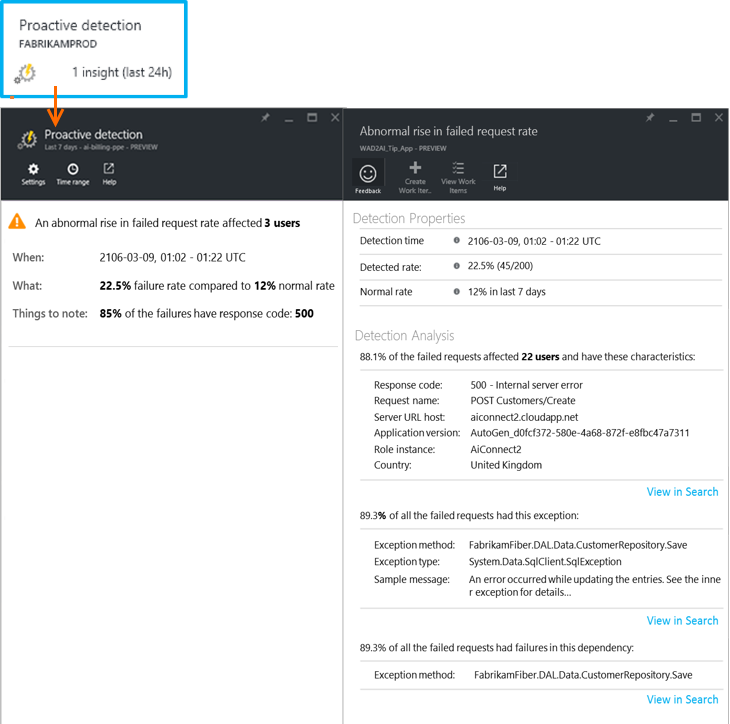 Proactive detection
FABRIKAMPROD
1 insight (last 24h)
Proactive detection
Last 7 days - ai-billing-ppe - PREVIEW
Settings
Time range
Help
An abnormal rise in failed request rate affected 3 users
When: 2106-03-09, 01:02 - 01:22 UTC
What: 22.5% failure rate compared to 12% normal rate
Things to note: 85% of the failures have response code: 500
Abnormal rise in failed request rate
WAD2AI_Tip_App - PREVIEW
Feedback
Create
Work Iter..
View Work
Items
Help
Detection Properties
Detection time 2106-03-09, 01:02 - 01:22 UTC
Detected rate: 22.5% (45/200)
Normal rate 12% in last 7 days
Detection Analysis
88.1% of the failed requests affected 22 users and have these characteristics:
Response code: 500 - Internal server error
Request name: POST Customers/Create
Server URL host: aiconnect2.cloudapp.net
Application version: AutoGen_d0fcf372-580e-4a68-872f-e8fbc47a7311
Role instance: AiConnect2
Country: United Kingdom
View in Search
89.3% of all the failed requests had this exception:
Exception method: FabrikamFiber.DAL.Data.CustomerRepository.Save
Exception type: System.Data.SqlClient.SqlException
Sample message: An error occurred while updating the entries. See the inne
r exception for details...
View in Search
89.3% of all the failed requests had failures in this dependency:
Exception method: FabrikamFiber.DAL.Data.CustomerRepository.Save
View in Search